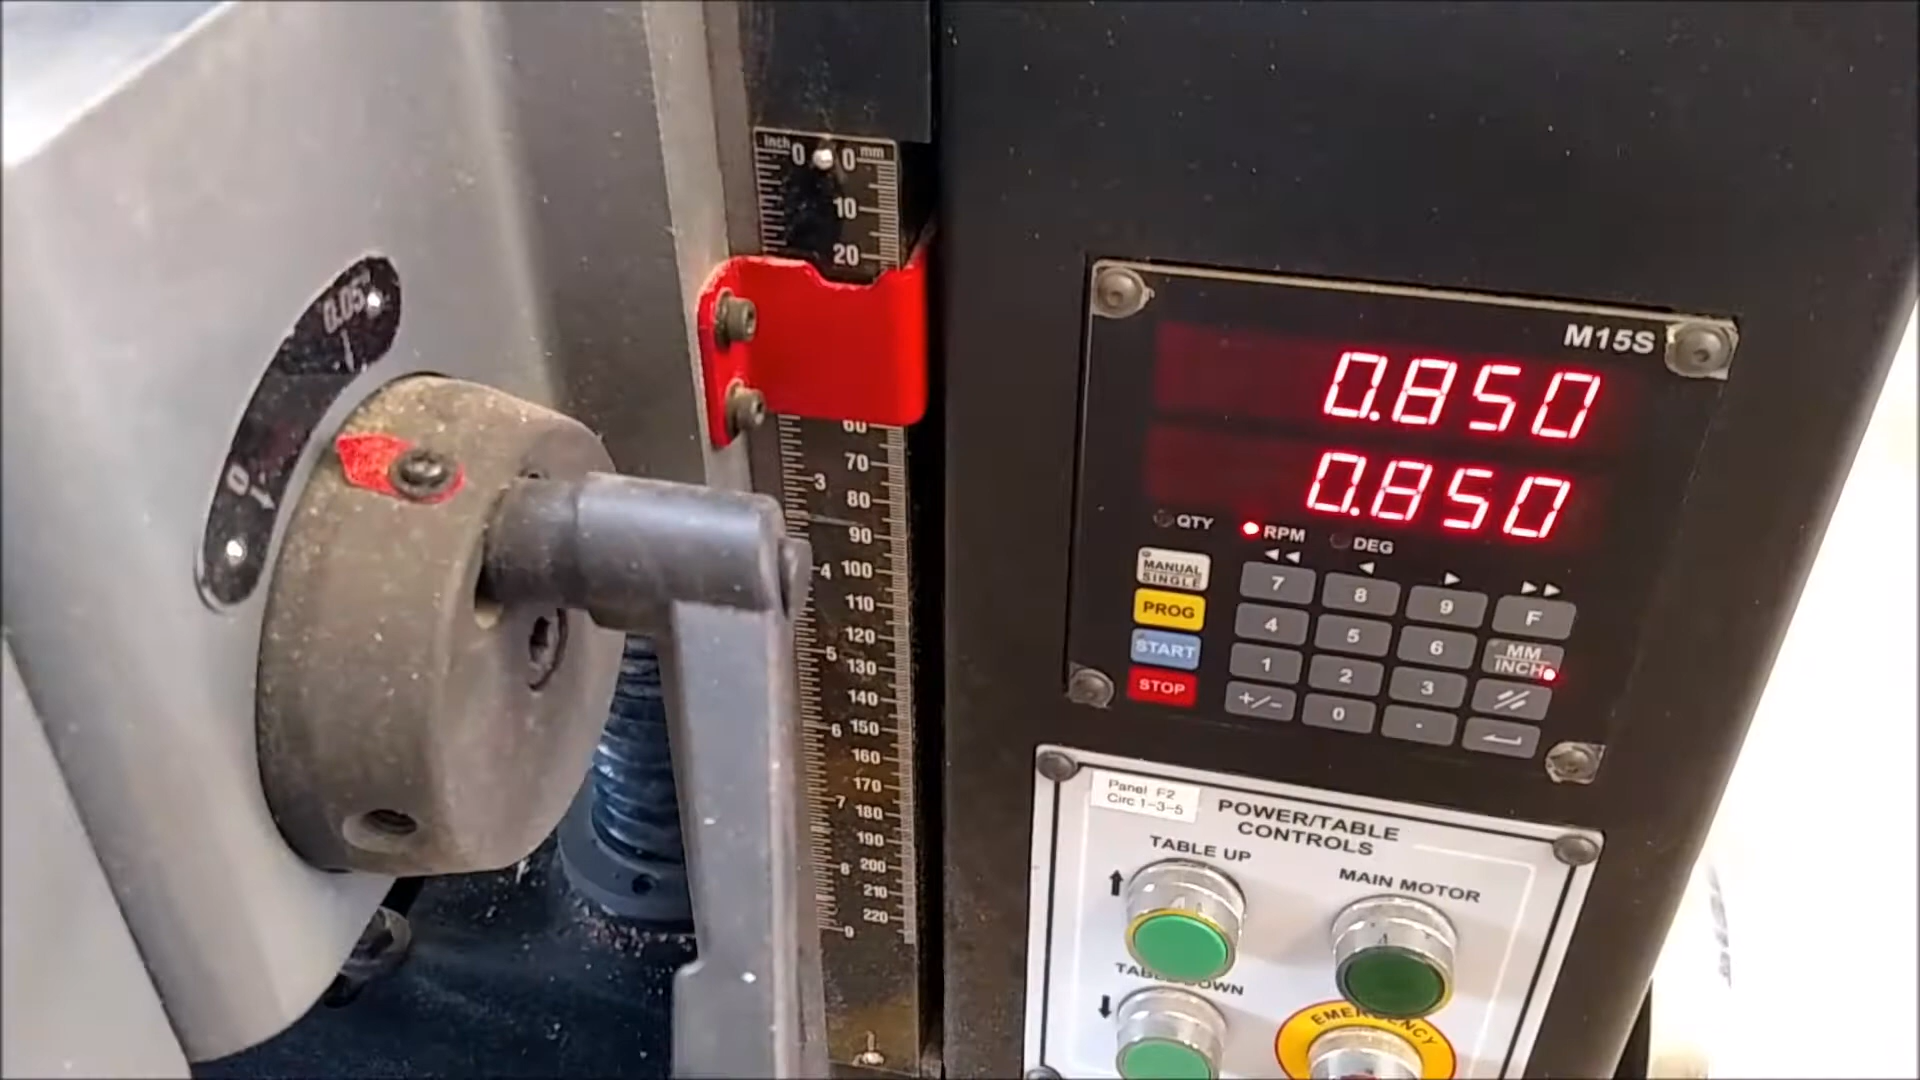 0.05"
0
inch 0 0 mm
10
20
60
70
3
80
90
4 100
110
120
5 130
140
6 150
160
170
7 180
190
8 200
210
220
9
M15S
0.850
0.850
QTY RPM DEG
MANUAL
SINGLE
7 8 9 F
PROG
4 5 6 MM
INCH
START
1 2 3
STOP
+/- 0 .
Panel F2
Circ 1-3-5
POWER/TABLE
CONTROLS
TABLE UP
MAIN MOTOR
TABLE DOWN
EMERGENCY